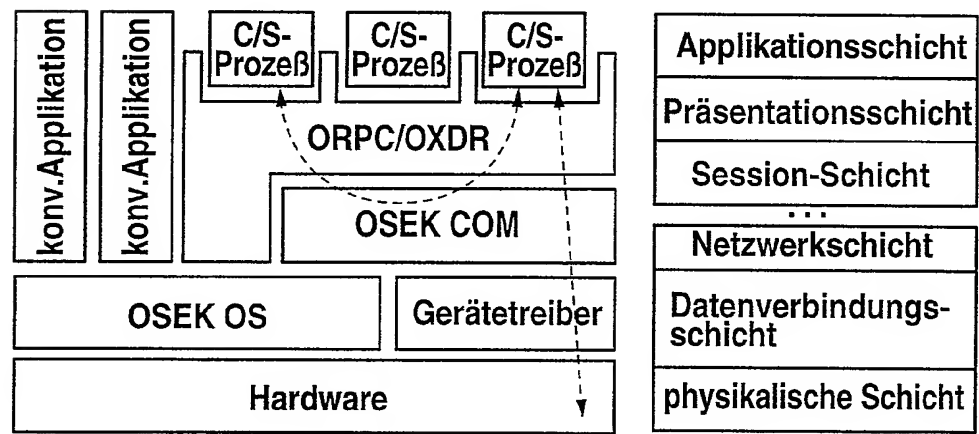 konv.Applikation
konv.Applikation
C/S-
Prozeß
C/S-
Prozeß
C/S-
Prozeß
ORPC/OXDR
OSEK COM
OSEK OS
Gerätetreiber
Hardware
Applikationsschicht
Präsentationsschicht
Session-Schicht
...
Netzwerkschicht
Datenverbindungs-
schicht
physikalische Schicht